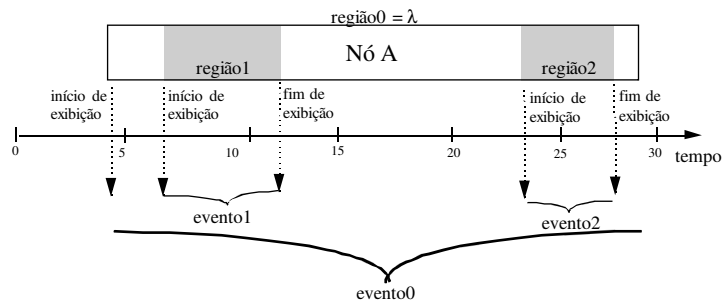 região0 = λ
Nó A
região1
região2
início de
exibição
início de
exibição
fim de
exibição
início de
exibição
fim de
exibição
0
5
10
15
20
25
30
tempo
evento1
evento2
evento0